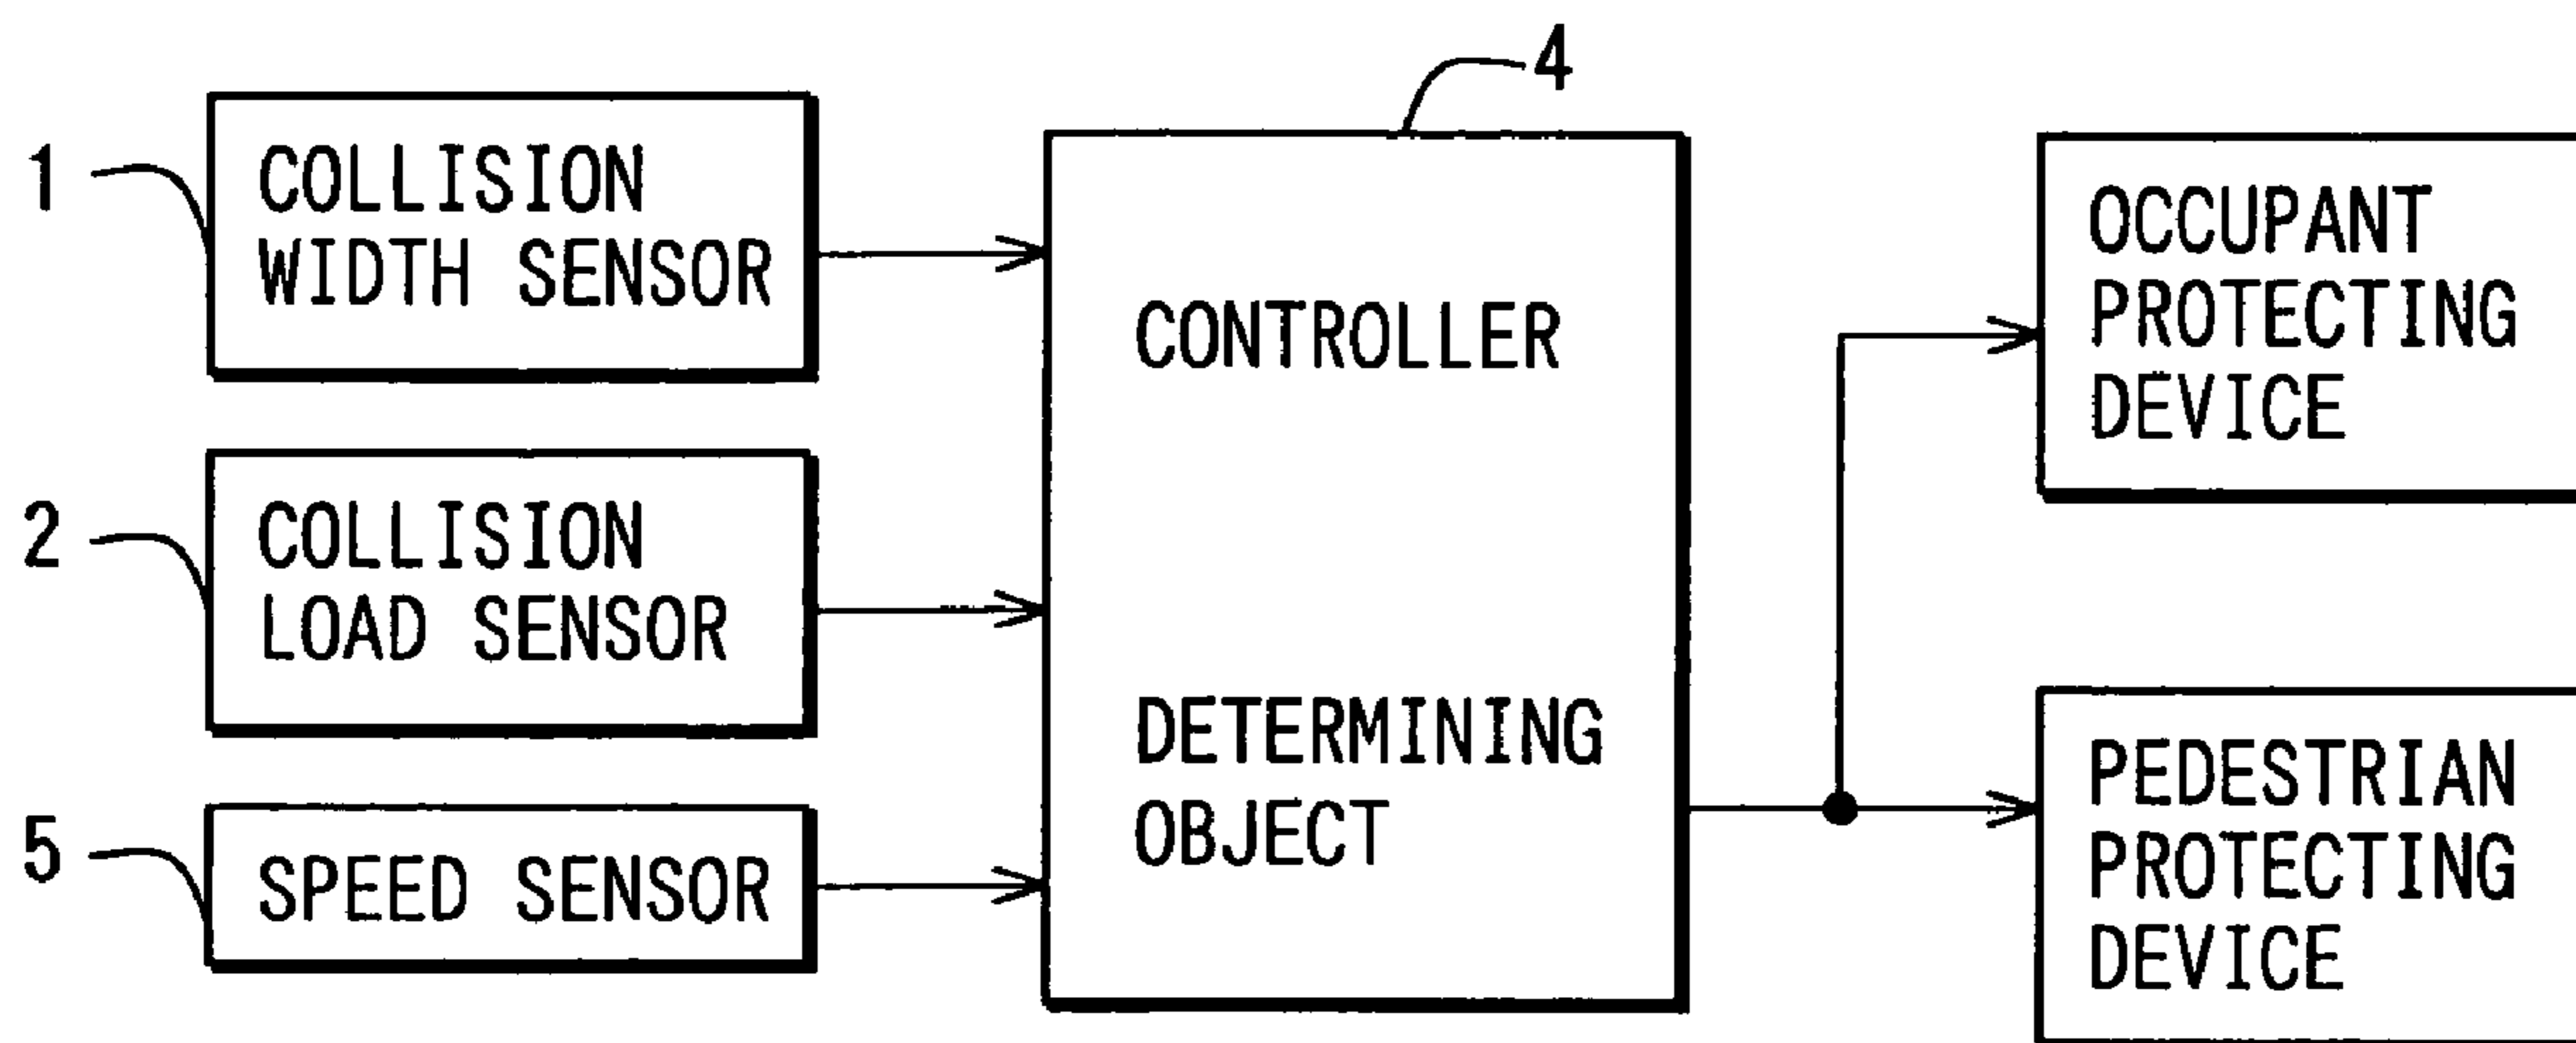 4
1
COLLISION
WIDTH SENSOR
2
COLLISION
LOAD SENSOR
5
SPEED SENSOR
CONTROLLER
DETERMINING
OBJECT
OCCUPANT
PROTECTING
DEVICE
PEDESTRIAN
PROTECTING
DEVICE